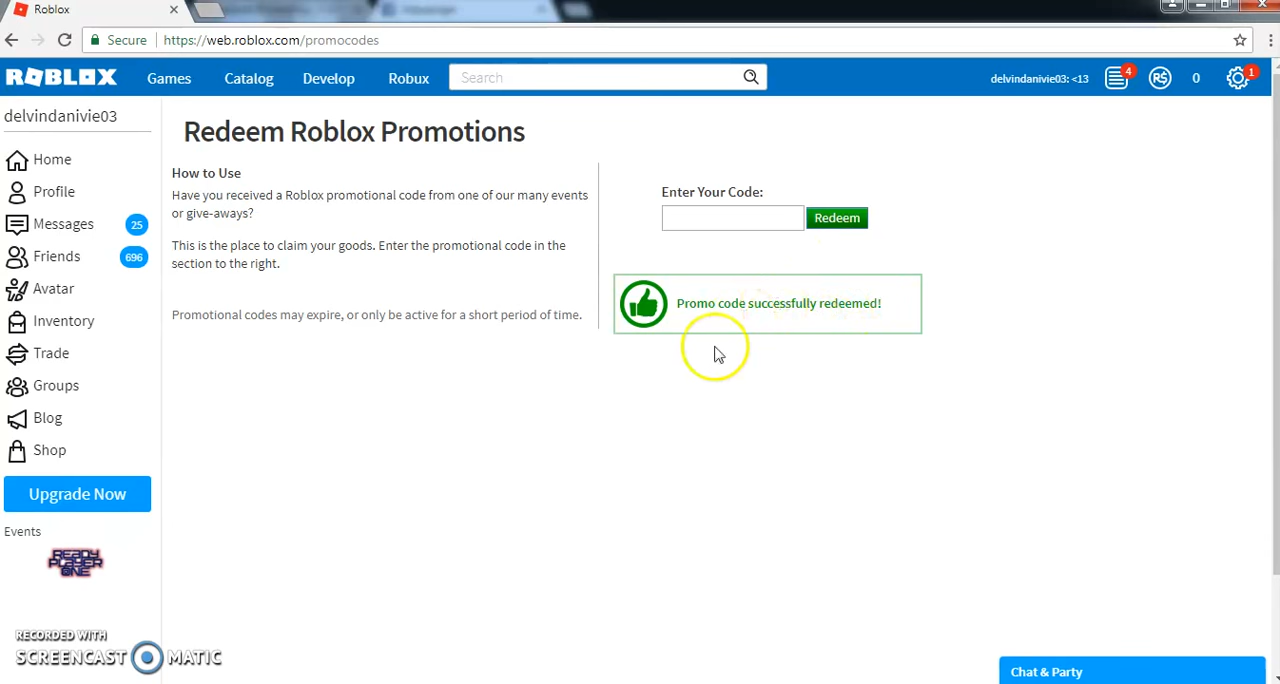 Roblox
Secure
https://web.roblox.com/promocodes
ROBLOX
Games
Catalog
Develop
Robux
Search
delvindanivie03: <13
4
R$
0
1
delvindanivie03
Home
Profile
Messages
25
Friends
696
Avatar
Inventory
Trade
Groups
Blog
Shop
Upgrade Now
Events
READY
PLAYER
ONE
Redeem Roblox Promotions
How to Use
Have you received a Roblox promotional code from one of our many events
or give-aways?
This is the place to claim your goods. Enter the promotional code in the
section to the right.
Promotional codes may expire, or only be active for a short period of time.
Enter Your Code:
Redeem
Promo code successfully redeemed!
RECORDED WITH
SCREENCAST MATIC
Chat & Party